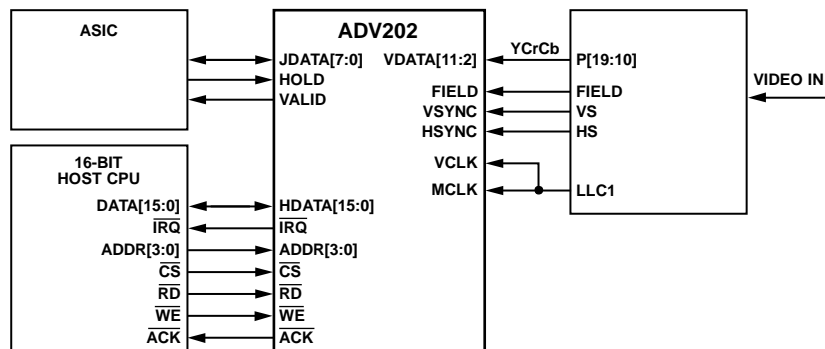 ASIC
ADV202
JDATA[7:0]
VDATA[11:2]
YCrCb
P[19:10]
HOLD
VALID
VIDEO IN
FIELD
FIELD
VSYNC
VS
HSYNC
HS
VCLK
MCLK
LLC1
16-BIT
HOST CPU
DATA[15:0]
HDATA[15:0]
IRQ
IRQ
ADDR[3:0]
ADDR[3:0]
CS
CS
RD
RD
WE
WE
ACK
ACK